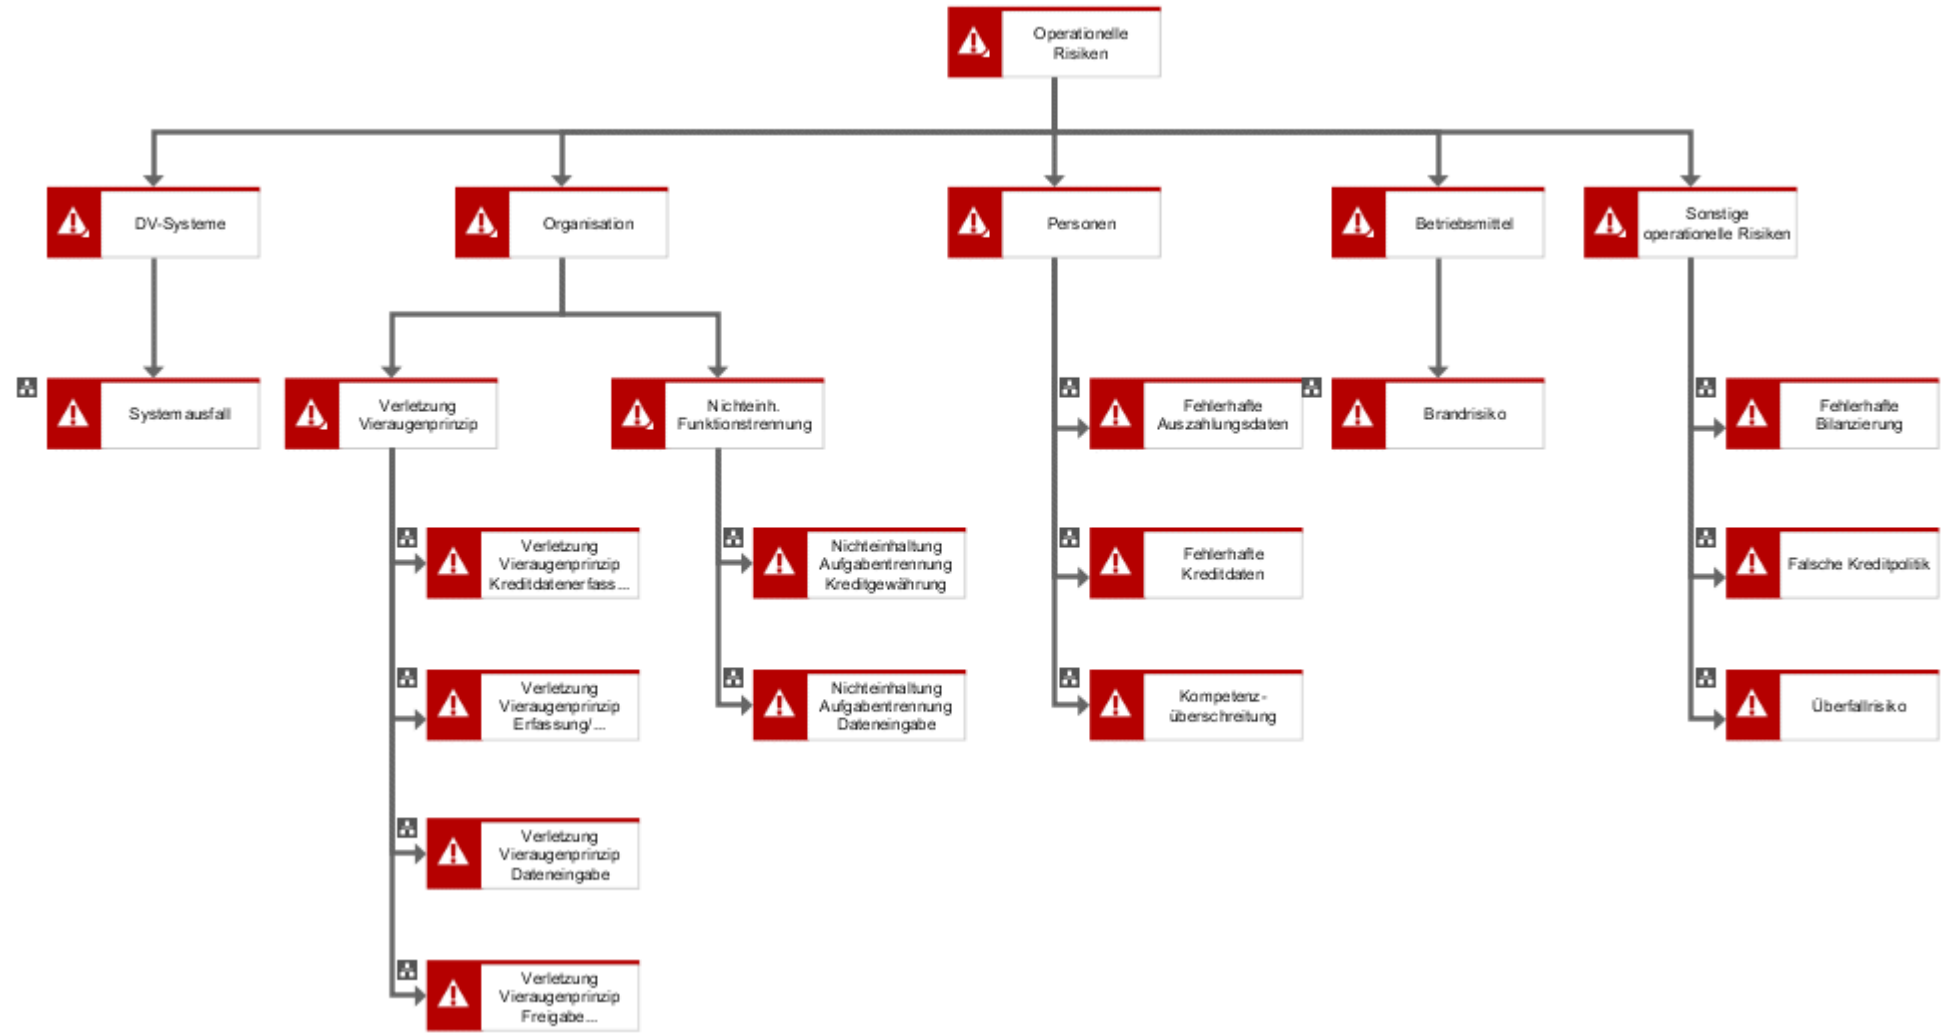 Operationelle
Risiken
DV-Systeme
Organisation
Personen
Betriebsmittel
Sonstige
operationelle Risiken
Systemausfall
Verletzung
Vieraugenprinzip
Nichteinh.
Funktionstrennung
Fehlerhafte
Auszahlungsdaten
Brandrisiko
Fehlerhafte
Bilanzierung
Verletzung
Vieraugenprinzip
Kreditdatenerfass...
Nichteinhaltung
Aufgabentrennung
Kreditgewährung
Fehlerhafte
Kreditdaten
Falsche Kreditpolitik
Verletzung
Vieraugenprinzip
Erfassung/...
Nichteinhaltung
Aufgabentrennung
Dateneingabe
Kompetenz-
überschreitung
Überfallrisiko
Verletzung
Vieraugenprinzip
Dateneingabe
Verletzung
Vieraugenprinzip
Freigabe...